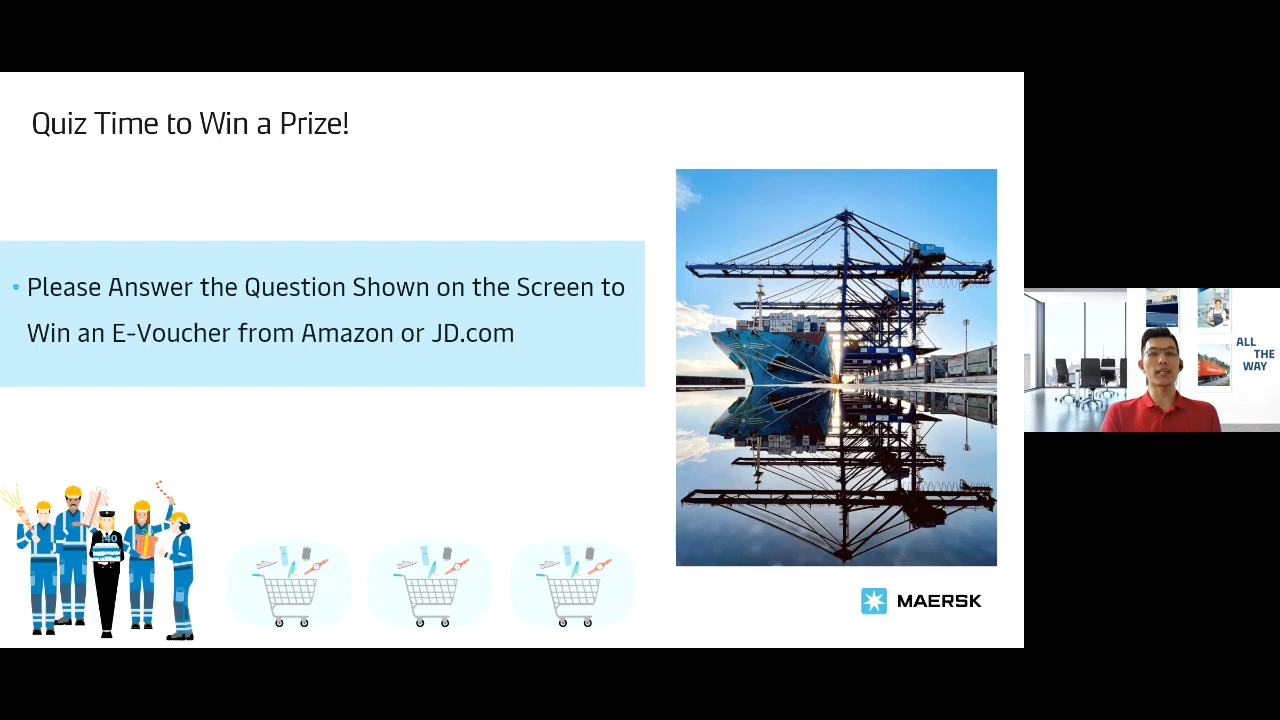 Quiz Time to Win a Prize!
• Please Answer the Question Shown on the Screen to
Win an E-Voucher from Amazon or JD.com
MAERSK
ALL
THE
WAY